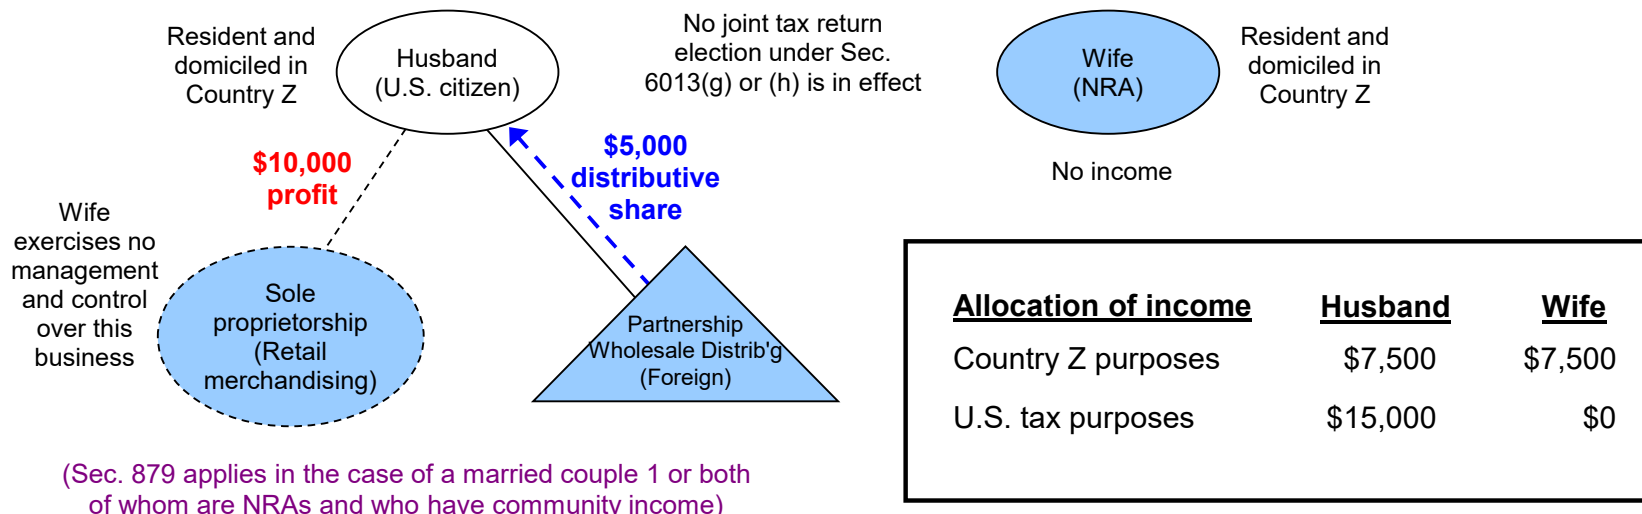 Resident and
domiciled in
Country Z
Husband
(U.S. citizen)
No joint tax return
election under Sec.
6013(g) or (h) is in effect
Wife
(NRA)
Resident and
domiciled in
Country Z
$10,000
profit
$5,000
distributive
share
No income
Wife
exercises no
management
and control
over this
business
Sole
proprietorship
(Retail
merchandising)
Partnership
Wholesale Distrib'g
(Foreign)
Allocation of income Husband Wife
Country Z purposes $7,500 $7,500
U.S. tax purposes $15,000 $0
(Sec. 879 applies in the case of a married couple 1 or both
of whom are NRAs and who have community income)